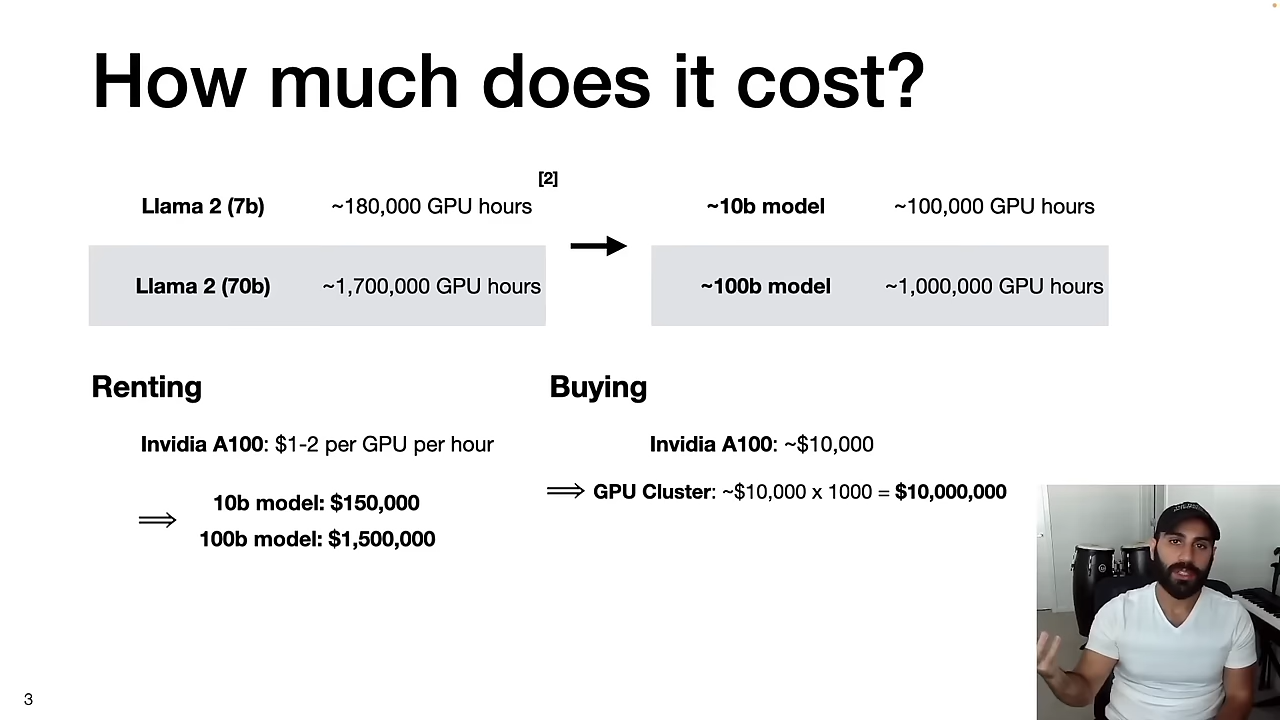 How much does it cost?
[2]
Llama 2 (7b) ~180,000 GPU hours
Llama 2 (70b) ~1,700,000 GPU hours
~10b model ~100,000 GPU hours
~100b model ~1,000,000 GPU hours
Renting
Invidia A100: $1-2 per GPU per hour
⟹
10b model: $150,000
100b model: $1,500,000
Buying
Invidia A100: ~$10,000
⟹ GPU Cluster: ~$10,000 x 1000 = $10,000,000
3